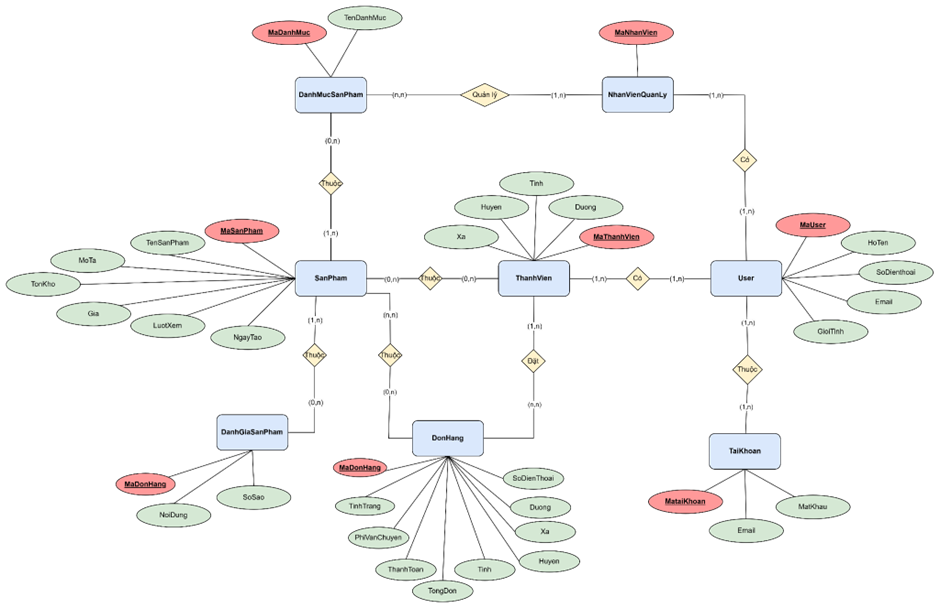 TenDanhMuc
MaDanhMuc
MaNhanVien
DanhMucSanPham
(n,n)
Quản lý
(1,n)
NhanVienQuanLy
(1,n)
(0,n)
Có
Thuộc
Tinh
Huyen
Duong
(1,n)
MaUser
MaSanPham
(1,n)
Xa
MaThanhVien
TenSanPham
HoTen
MoTa
SanPham
(0,n)
Thuộc
(0,n)
ThanhVien
(1,n)
Có
(1,n)
User
SoDienthoai
TonKho
Email
Gia
LuotXem
NgayTao
(1,n)
(n,n)
(1,n)
(1,n)
GioiTinh
Thuộc
Thuộc
Đặt
Thuộc
(0,n)
(0,n)
(n,n)
(1,n)
DanhGiaSanPham
DonHang
TaiKhoan
MaDonHang
MaDonHang
SoDienThoai
SoSao
NoiDung
TinhTrang
Duong
MataiKhoan
MatKhau
PhiVanChuyen
Xa
Email
ThanhToan
Tinh
Huyen
TongDon